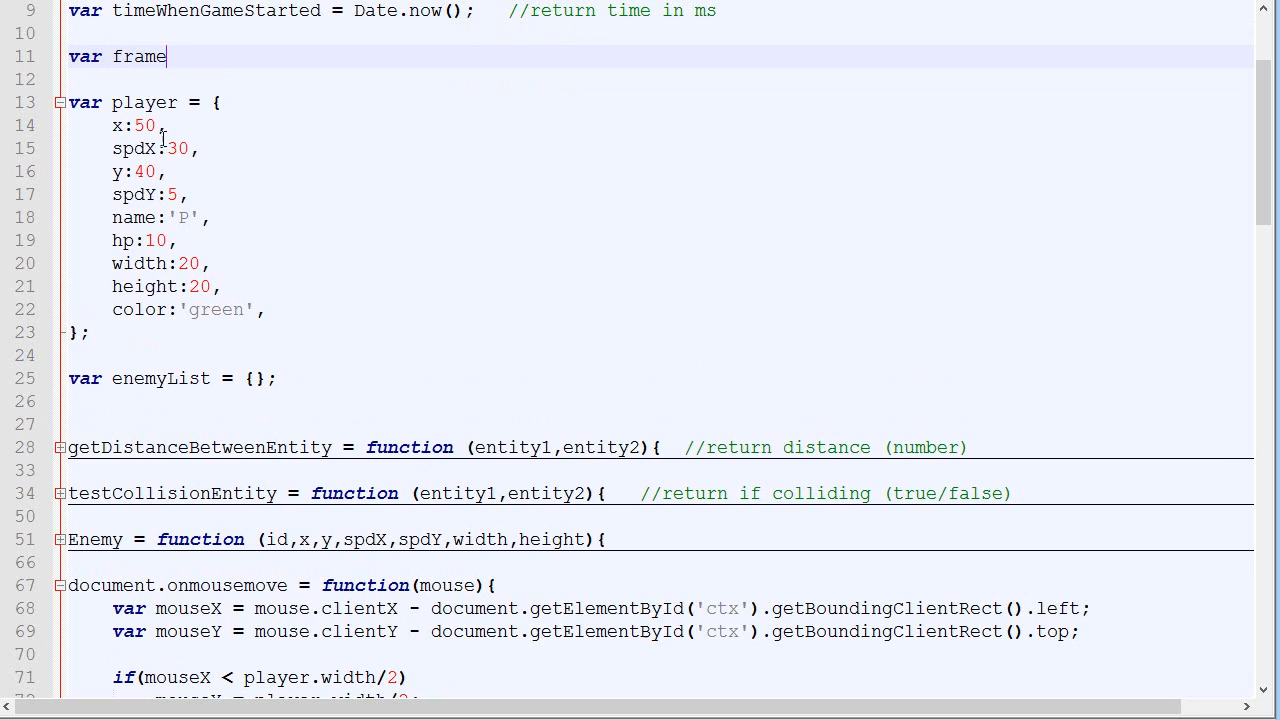 9 var timeWhenGameStarted = Date.now();   //return time in ms
10
11 var frame
12
13 var player = {
14     x:50,
15     spdX:30,
16     y:40,
17     spdY:5,
18     name:'P',
19     hp:10,
20     width:20,
21     height:20,
22     color:'green',
23 };
24
25 var enemyList = {};
26
27
28 getDistanceBetweenEntity = function (entity1,entity2){  //return distance (number)
33
34 testCollisionEntity = function (entity1,entity2){   //return if colliding (true/false)
50
51 Enemy = function (id,x,y,spdX,spdY,width,height){
66
67 document.onmousemove = function(mouse){
68     var mouseX = mouse.clientX - document.getElementById('ctx').getBoundingClientRect().left;
69     var mouseY = mouse.clientY - document.getElementById('ctx').getBoundingClientRect().top;
70
71     if(mouseX < player.width/2)
72         mouseX = player.width/2;